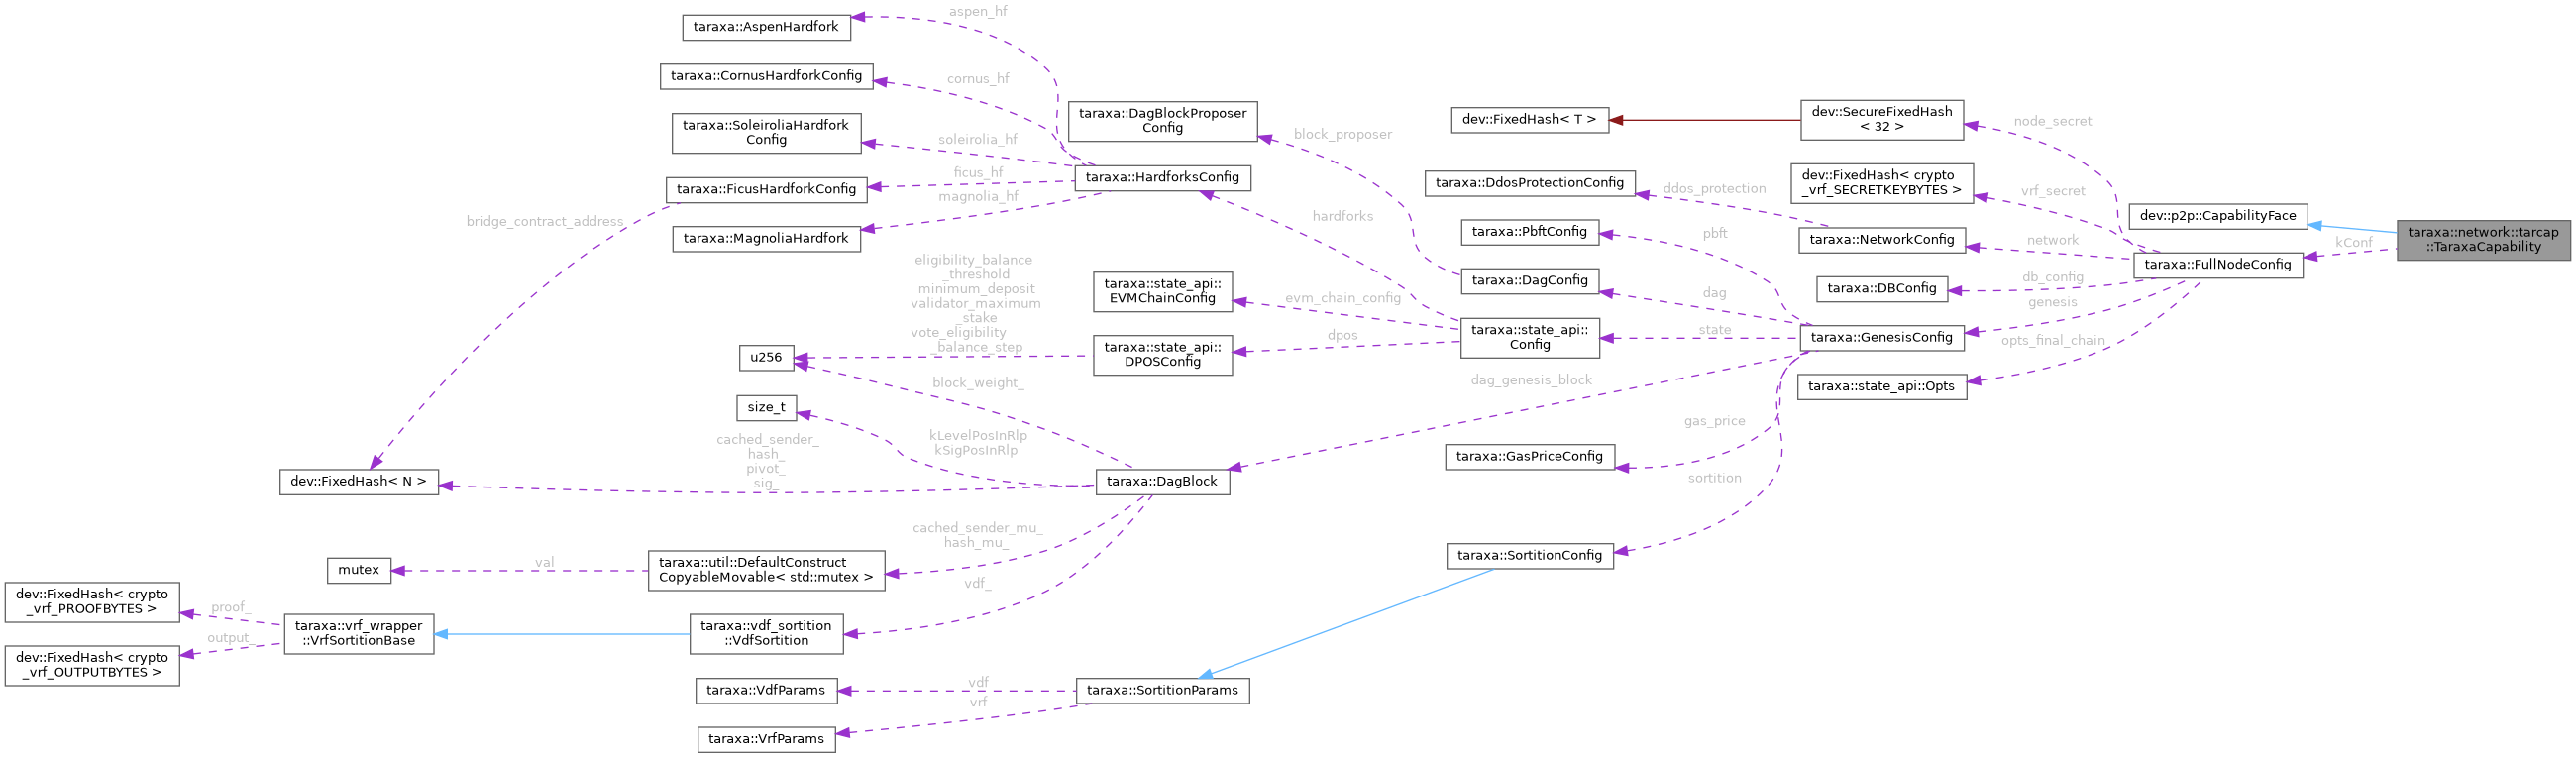 aspen_hf
taraxa::AspenHardfork
cornus_hf
taraxa::CornusHardforkConfig
taraxa::DagBlockProposer
Config
block_proposer
dev::FixedHash< T >
dev::SecureFixedHash
< 32 >
node_secret
taraxa::SoleiroliaHardfork
Config
soleirolia_hf
taraxa::HardforksConfig
taraxa::DdosProtectionConfig
ddos_protection
dev::FixedHash< crypto
_vrf_SECRETKEYBYTES >
vrf_secret
taraxa::FicusHardforkConfig
ficus_hf
magnolia_hf
bridge_contract_address
taraxa::MagnoliaHardfork
hardforks
taraxa::PbftConfig
pbft
taraxa::NetworkConfig
network
dev::p2p::CapabilityFace
kConf
taraxa::network::tarcap
::TaraxaCapability
taraxa::FullNodeConfig
eligibility_balance
_threshold
minimum_deposit
validator_maximum
_stake
vote_eligibility
_balance_step
taraxa::state_api::
EVMChainConfig
evm_chain_config
taraxa::DagConfig
dag
taraxa::DBConfig
db_config
genesis
u256
taraxa::state_api::
DPOSConfig
dpos
taraxa::state_api::
Config
state
taraxa::GenesisConfig
opts_final_chain
block_weight_
dag_genesis_block
taraxa::state_api::Opts
size_t
kLevelPosInRlp
kSigPosInRlp
gas_price
cached_sender_
hash_
pivot_
sig_
dev::FixedHash< N >
taraxa::DagBlock
taraxa::GasPriceConfig
sortition
cached_sender_mu_
hash_mu_
mutex
val
taraxa::util::DefaultConstruct
CopyableMovable< std::mutex >
taraxa::SortitionConfig
vdf_
dev::FixedHash< crypto
_vrf_PROOFBYTES >
proof_
output_
taraxa::vrf_wrapper
::VrfSortitionBase
taraxa::vdf_sortition
::VdfSortition
dev::FixedHash< crypto
_vrf_OUTPUTBYTES >
taraxa::VdfParams
vdf
vrf
taraxa::SortitionParams
taraxa::VrfParams